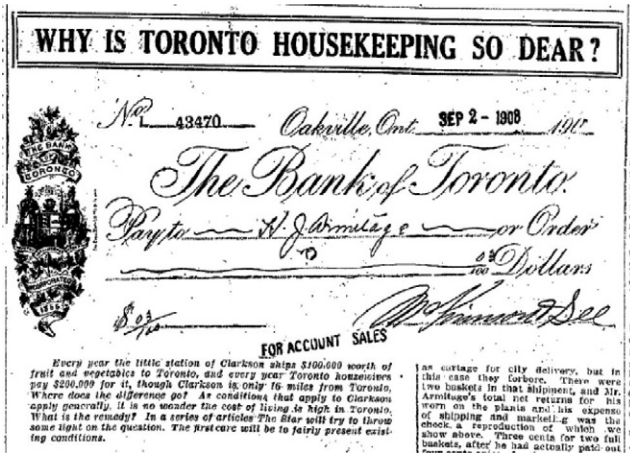 WHY IS TORONTO HOUSEKEEPING SO DEAR?
No. 43470 Oakville, Ont. SEP 2 - 1908 190
THE BANK
OF
TORONTO
INCORPORATED
The Bank of Toronto.
Pay to H J Armitage or Order
03/100 Dollars
$ 03/100
FOR ACCOUNT SALES
Every year the little station of Clarkson ships $100,000 worth of
fruit and vegetables to Toronto, and every year Toronto housewives
pay $200,000 for it, though Clarkson is only 16 miles from Toronto.
Where does the difference go? As conditions that apply to Clarkson
apply generally, it is no wonder the cost of living is high in Toronto.
What is the remedy? In a series of articles The Star will try to throw
some light on the question. The first care will be to fairly present exist-
ing conditions.
as cartage for city delivery, but in
this case they forbore. There were
two baskets in that shipment, and Mr.
Armitage's total net returns for his
work on the plants and his expense
of shipping and marketing was the
check, a reproduction of which we
show above. Three cents for two full
baskets, after he had actually paid out